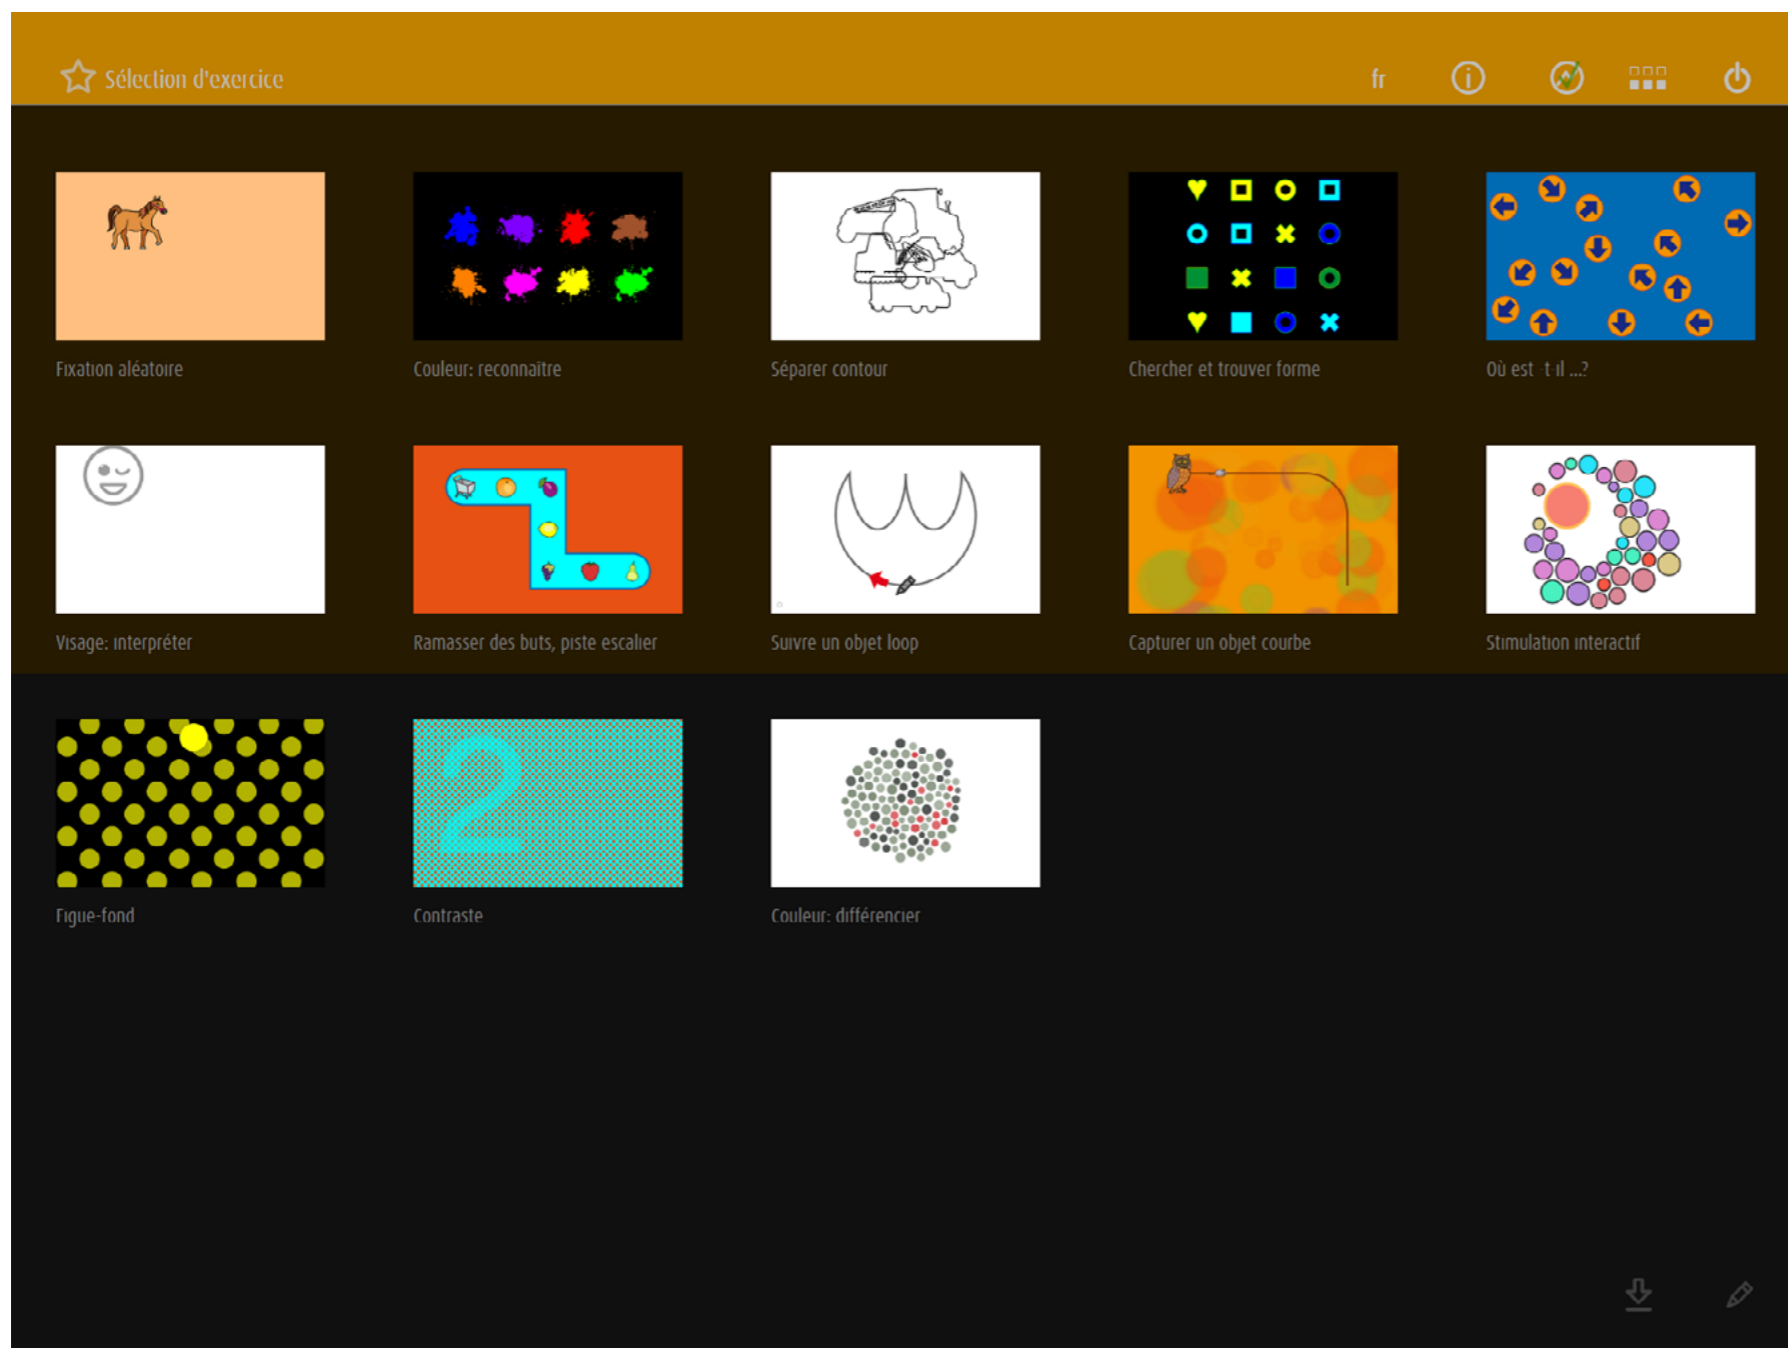 Sélection d'exercice
fr
Fixation aléatoire
Couleur: reconnaître
Séparer contour
Chercher et trouver forme
Où est -t-il ...?
Visage: interpréter
Ramasser des buts, piste escalier
Suivre un objet loop
Capturer un objet courbe
Stimulation interactif
2
Figue-fond
Contraste
Couleur: différencier